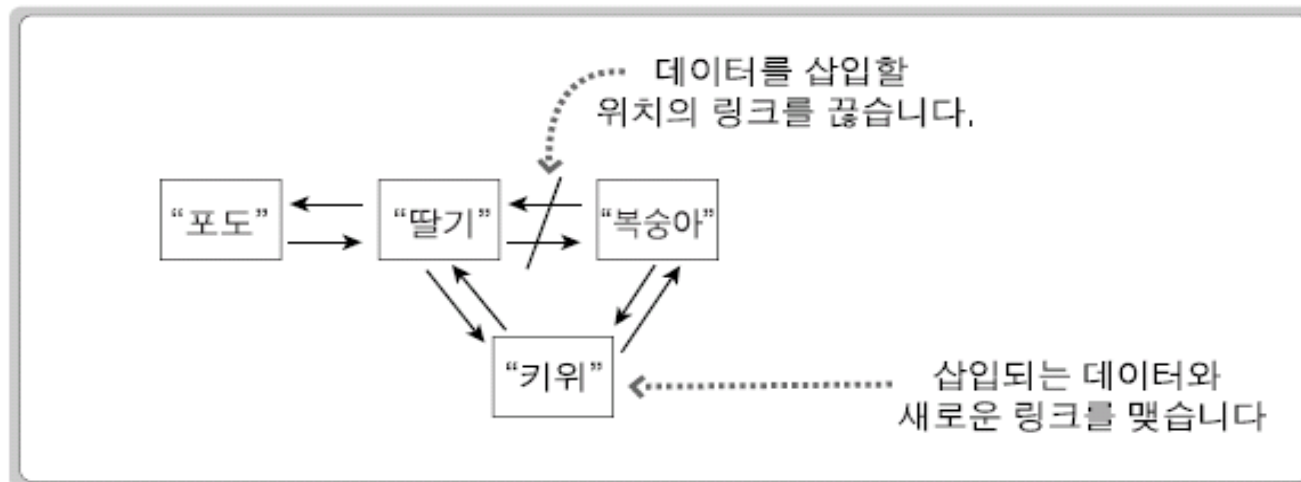 데이터를 삽입할
위치의 링크를 끊습니다.
“포도”
“딸기”
“복숭아”
“키위”
삽입되는 데이터와
새로운 링크를 맺습니다